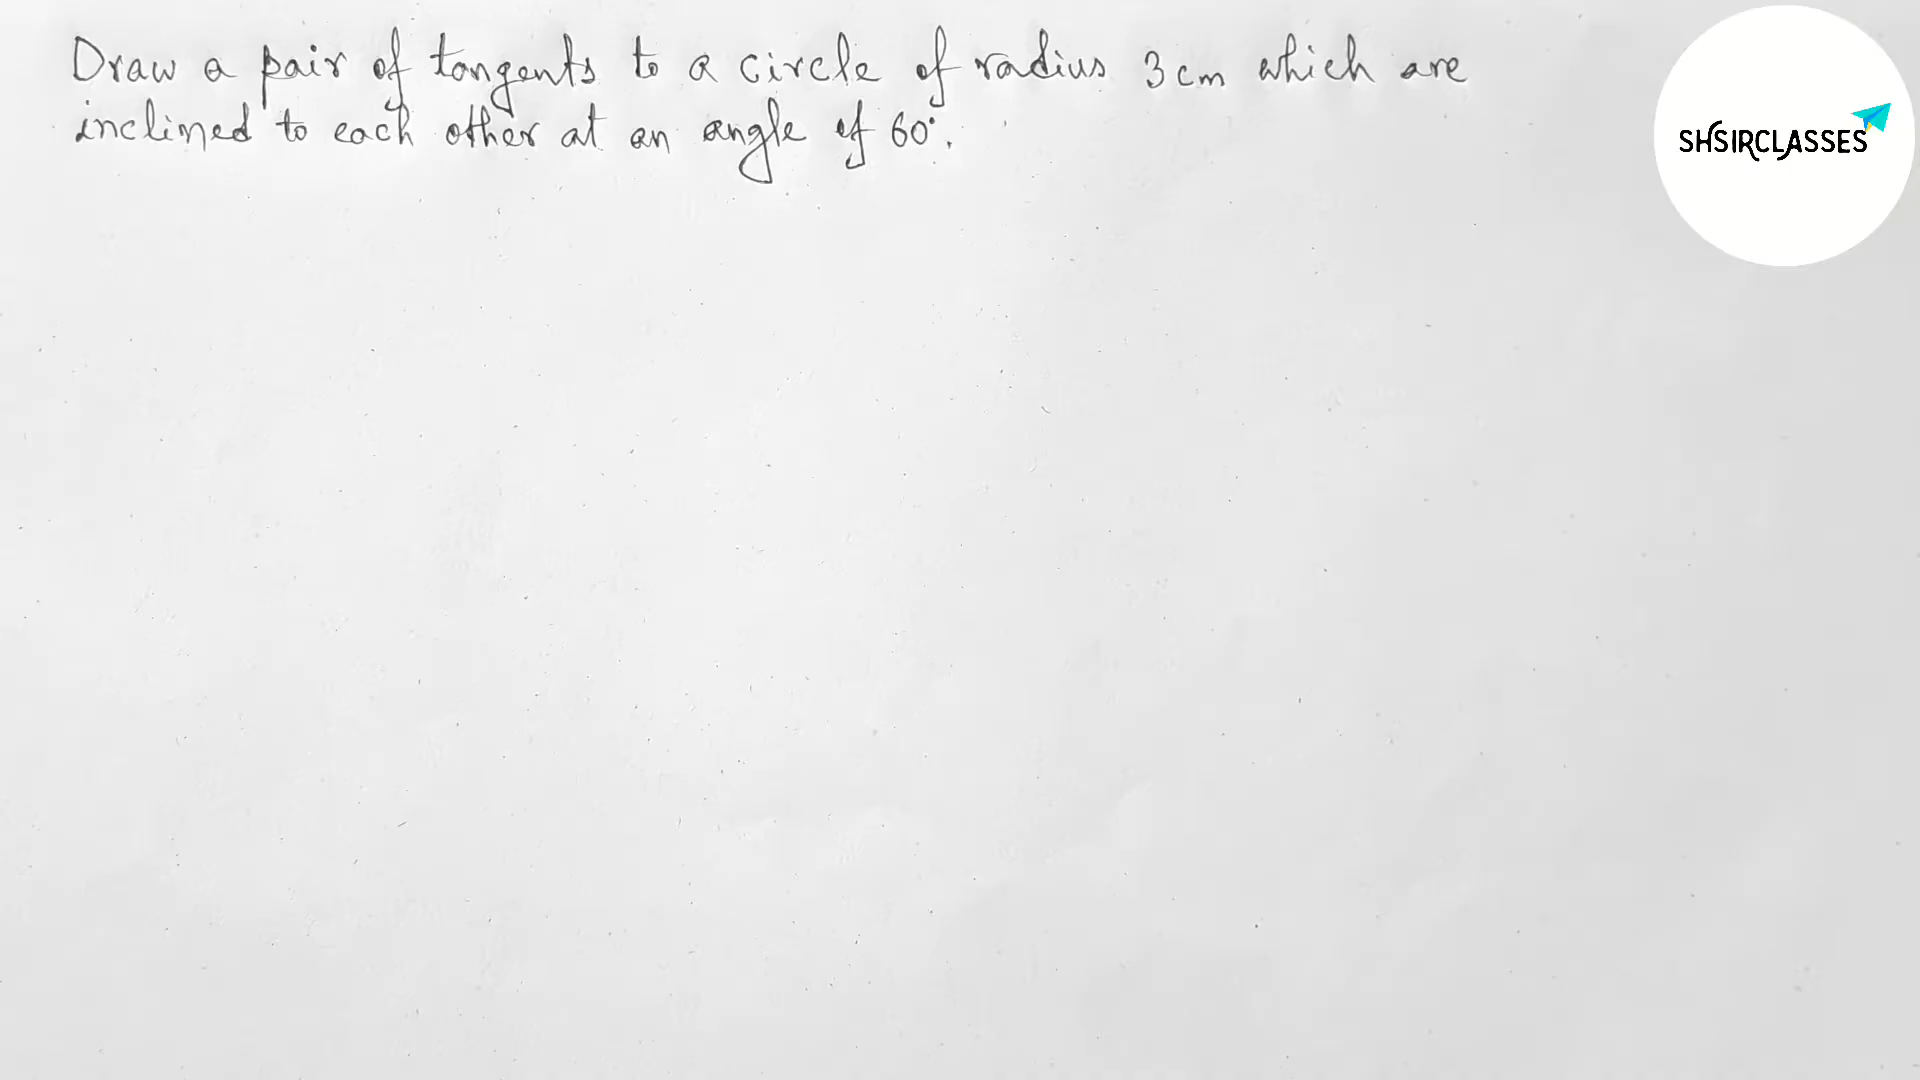 Draw a pair of tangents to a circle of radius 3 cm which are
inclined to each other at an angle of 60°.
SHSIRCLASSES